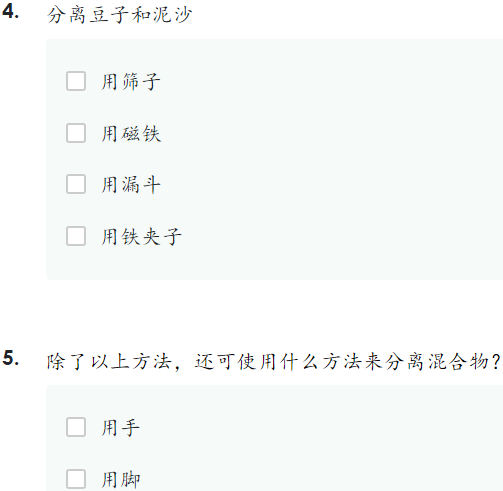 4. 分离豆子和泥沙
用筛子
用磁铁
用漏斗
用铁夹子
5. 除了以上方法，还可使用什么方法来分离混合物？
用手
用脚